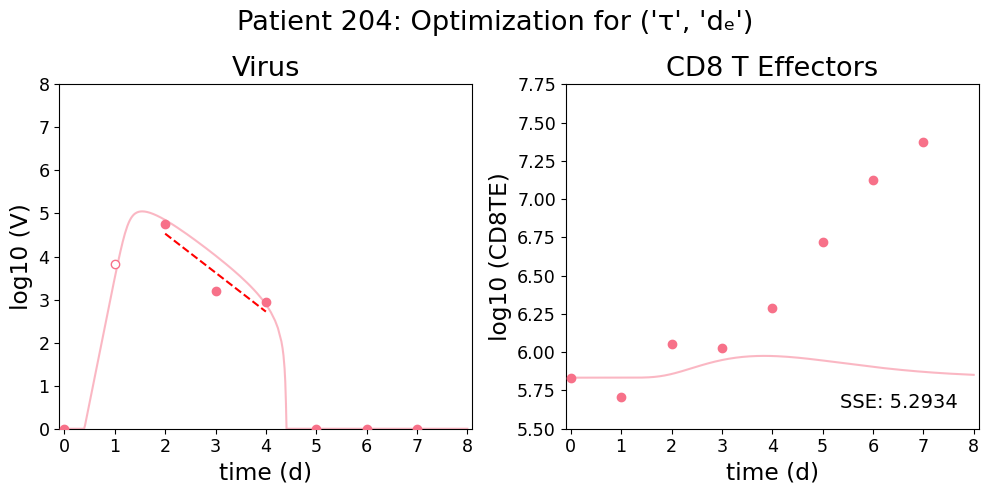 Patient 204: Optimization for ('τ', 'dₑ')
Virus
CD8 T Effectors
log10 (V)
8
7
6
5
4
3
2
1
0
0 1 2 3 4 5 6 7 8
time (d)
log10 (CD8TE)
7.75
7.50
7.25
7.00
6.75
6.50
6.25
6.00
5.75
5.50
SSE: 5.2934
0 1 2 3 4 5 6 7 8
time (d)